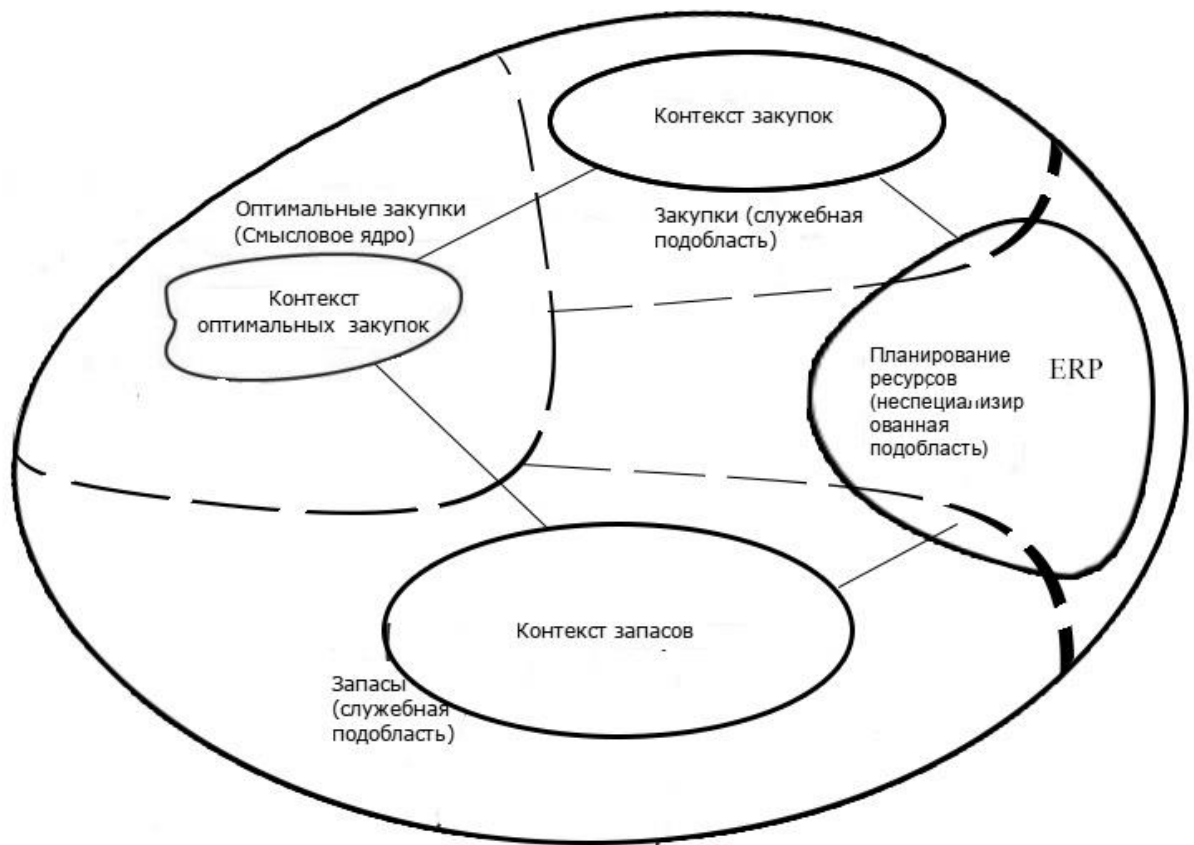 Контекст закупок
Оптимальные закупки
(Смысловое ядро)
Закупки (служебная
подобласть)
Контекст
оптимальных закупок
Планирование
ресурсов
(неспециализир
ованная
подобласть)
ERP
Контекст запасов
Запасы
(служебная
подобласть)